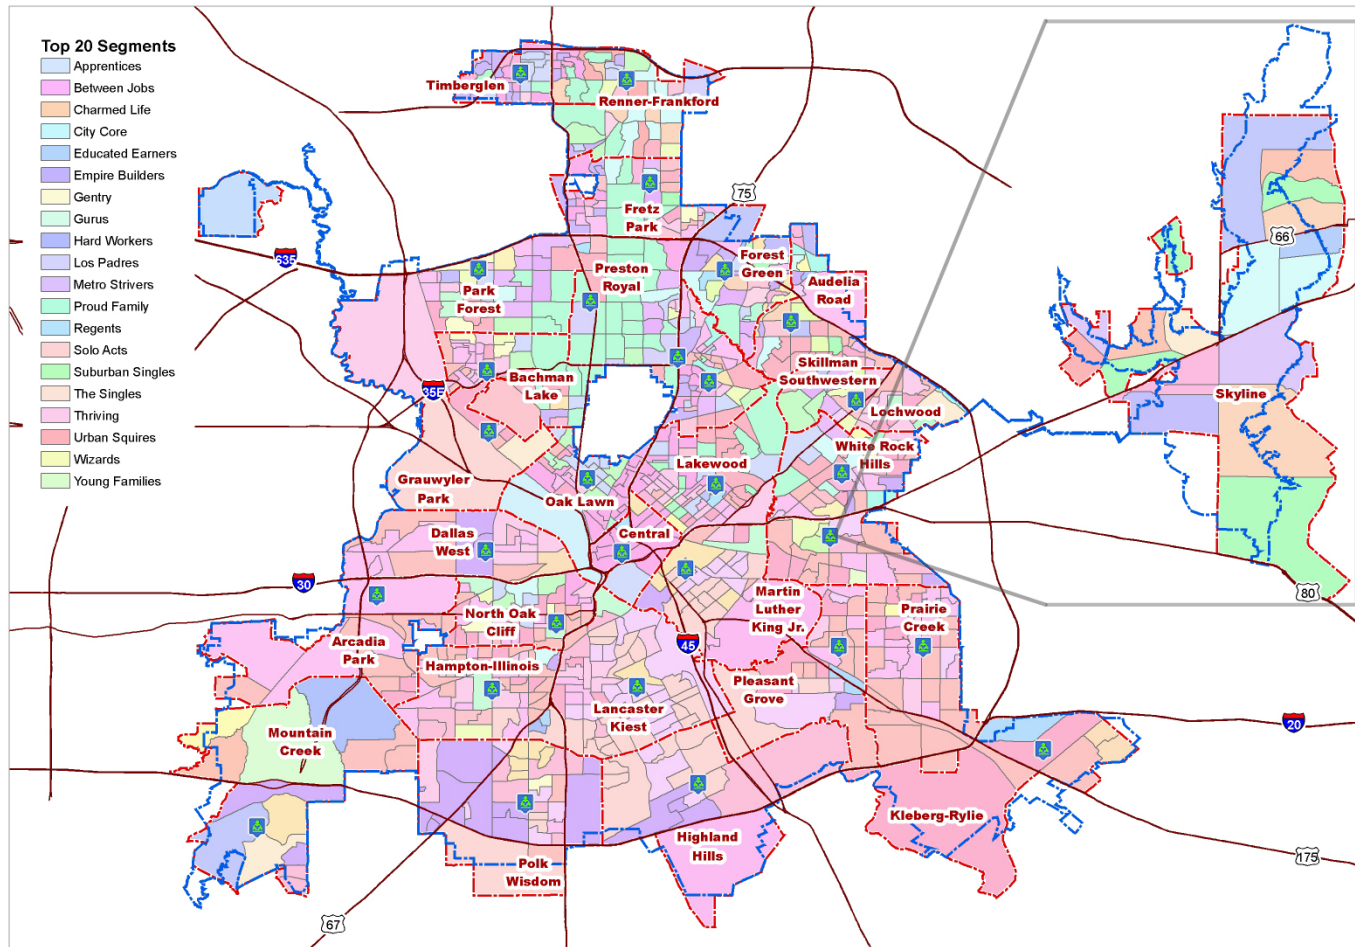 Top 20 Segments
Apprentices
Between Jobs
Charmed Life
City Core
Educated Earners
Empire Builders
Gentry
Gurus
Hard Workers
Los Padres
Metro Strivers
Proud Family
Regents
Solo Acts
Suburban Singles
The Singles
Thriving
Urban Squires
Wizards
Young Families
Timberglen
Renner-Frankford
75
Fretz
Park
66
635
Forest
Green
Preston
Royal
Audelia
Road
Park
Forest
Skillman
Southwestern
Bachman
Lake
35E
Skyline
Lochwood
White Rock
Hills
Lakewood
Grauwyler
Park
Oak Lawn
Dallas
West
Central
30
80
Martin
Luther
King Jr.
Prairie
Creek
North Oak
Cliff
Arcadia
Park
45
Hampton-Illinois
Pleasant
Grove
Lancaster
Kiest
20
Mountain
Creek
Kleberg-Rylie
Highland
Hills
175
Polk
Wisdom
67